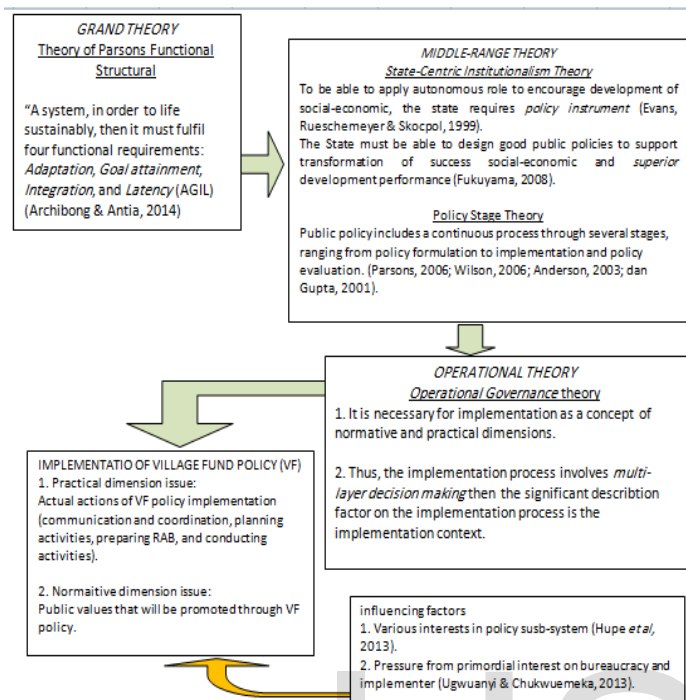 GRAND THEORY
Theory of Parsons Functional
Structural
“A system, in order to life
sustainably, then it must fulfil
four functional requirements:
Adaptation, Goal attainment,
Integration, and Latency (AGIL)
(Archibong & Antia, 2014)
MIDDLE-RANGE THEORY
State-Centric Institutionalism Theory
To be able to apply autonomous role to encourage development of
social-economic, the state requires policy instrument (Evans,
Rueschemeyer & Skocpol, 1999).
The State must be able to design good public policies to support
transformation of success social-economic and superior
development performance (Fukuyama, 2008).
Policy Stage Theory
Public policy includes a continuous process through several stages,
ranging from policy formulation to implementation and policy
evaluation. (Parsons, 2006; Wilson, 2006; Anderson, 2003; dan
Gupta, 2001).
OPERATIONAL THEORY
Operational Governance theory
1. It is necessary for implementation as a concept of
normative and practical dimensions.
2. Thus, the implementation process involves multi-
layer decision making then the significant describtion
factor on the implementation process is the
implementation context.
IMPLEMENTATIO OF VILLAGE FUND POLICY (VF)
1. Practical dimension issue:
Actual actions of VF policy implementation
(communication and coordination, planning
activities, preparing RAB, and conducting
activities).
2. Normaitive dimension issue:
Public values that will be promoted through VF
policy.
influencing factors
1. Various interests in policy susb-system (Hupe et al,
2013).
2. Pressure from primordial interest on bureaucracy and
implementer (Ugwuanyi & Chukwuemeka, 2013).